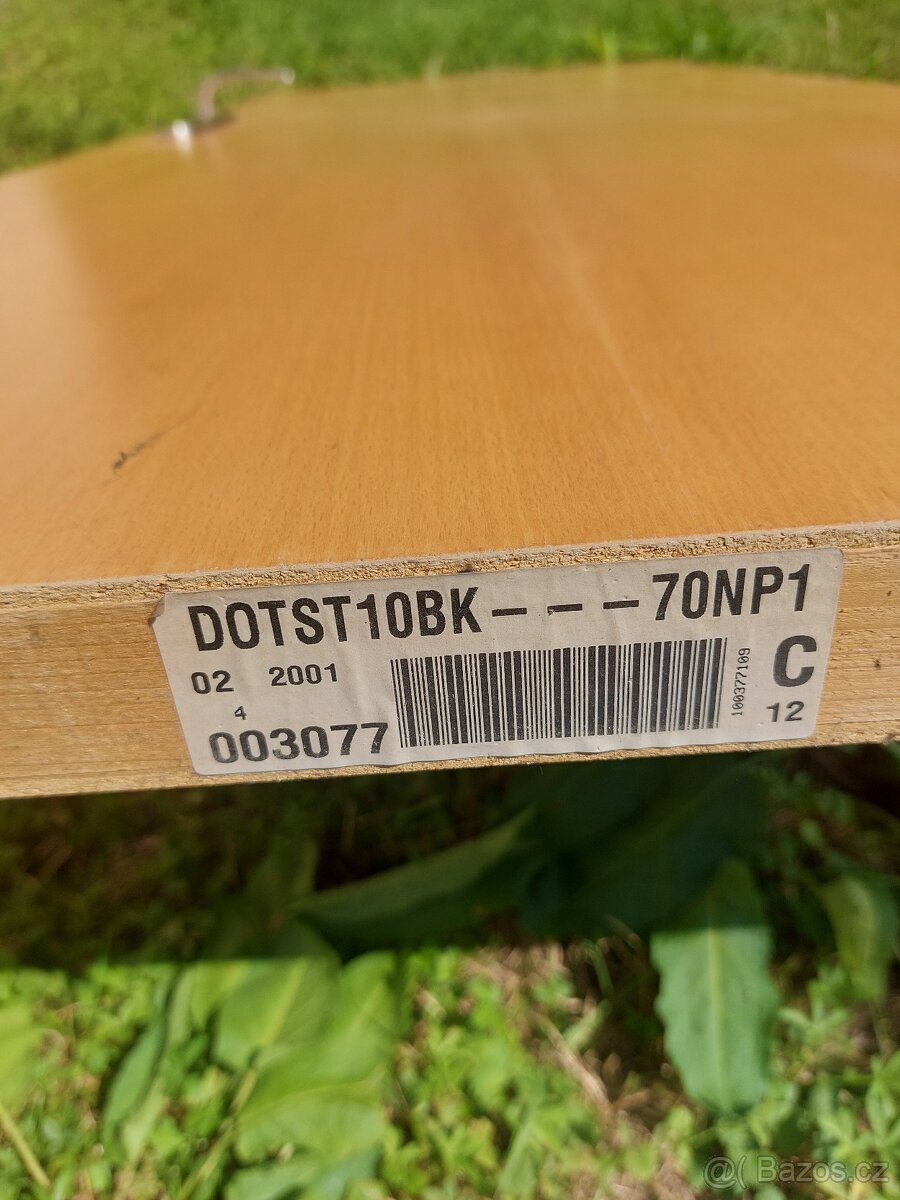 DOTST10BK---70NP1
02 2001
4
003077
100377109
C
12
@( Bazos.cz